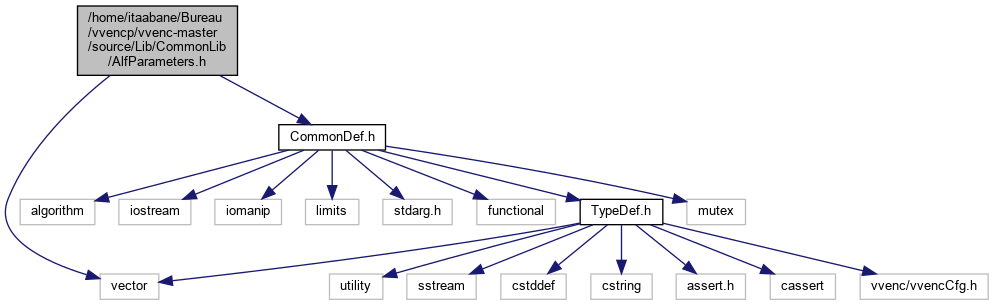 /home/itaabane/Bureau
/vvencp/vvenc-master
/source/Lib/CommonLib
/AlfParameters.h
CommonDef.h
algorithm
iostream
iomanip
limits
stdarg.h
functional
TypeDef.h
mutex
vector
utility
sstream
cstddef
cstring
assert.h
cassert
vvenc/vvencCfg.h